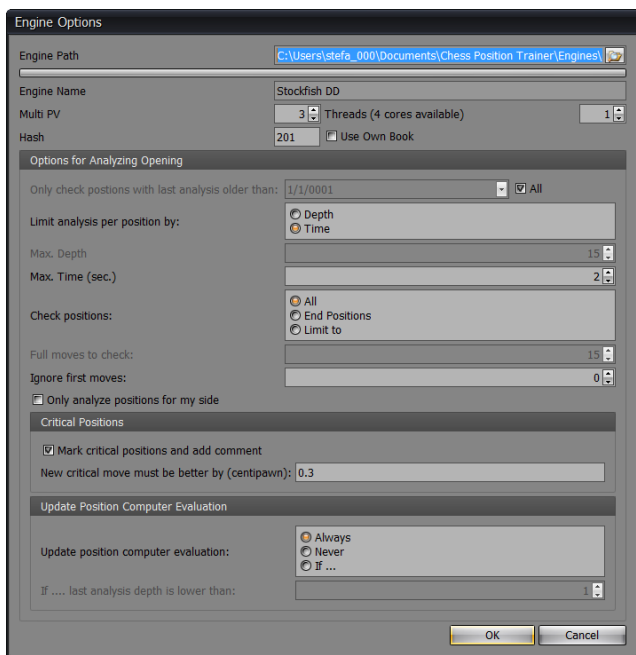 Engine Options
Engine Path C:\Users\stefa_000\Documents\Chess Position Trainer\Engines\
Engine Name Stockfish DD
Multi PV 3 Threads (4 cores available) 1
Hash 201 Use Own Book
Options for Analyzing Opening
Only check postions with last analysis older than: 1/1/0001 All
Limit analysis per position by: Depth
Time
Max. Depth 15
Max. Time (sec.) 2
Check positions: All
End Positions
Limit to
Full moves to check: 15
Ignore first moves: 0
Only analyze positions for my side
Critical Positions
Mark critical positions and add comment
New critical move must be better by (centipawn): 0.3
Update Position Computer Evaluation
Update position computer evaluation: Always
Never
If ...
If .... last analysis depth is lower than: 1
OK Cancel